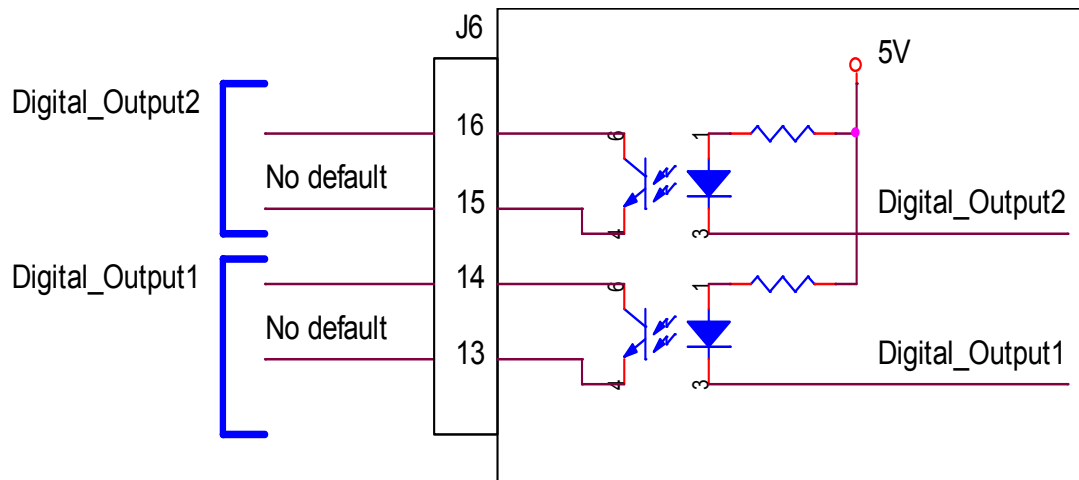 J6
5V
Digital_Output2
16
6
1
No default
15
4
3
Digital_Output2
Digital_Output1
14
6
1
No default
13
4
3
Digital_Output1